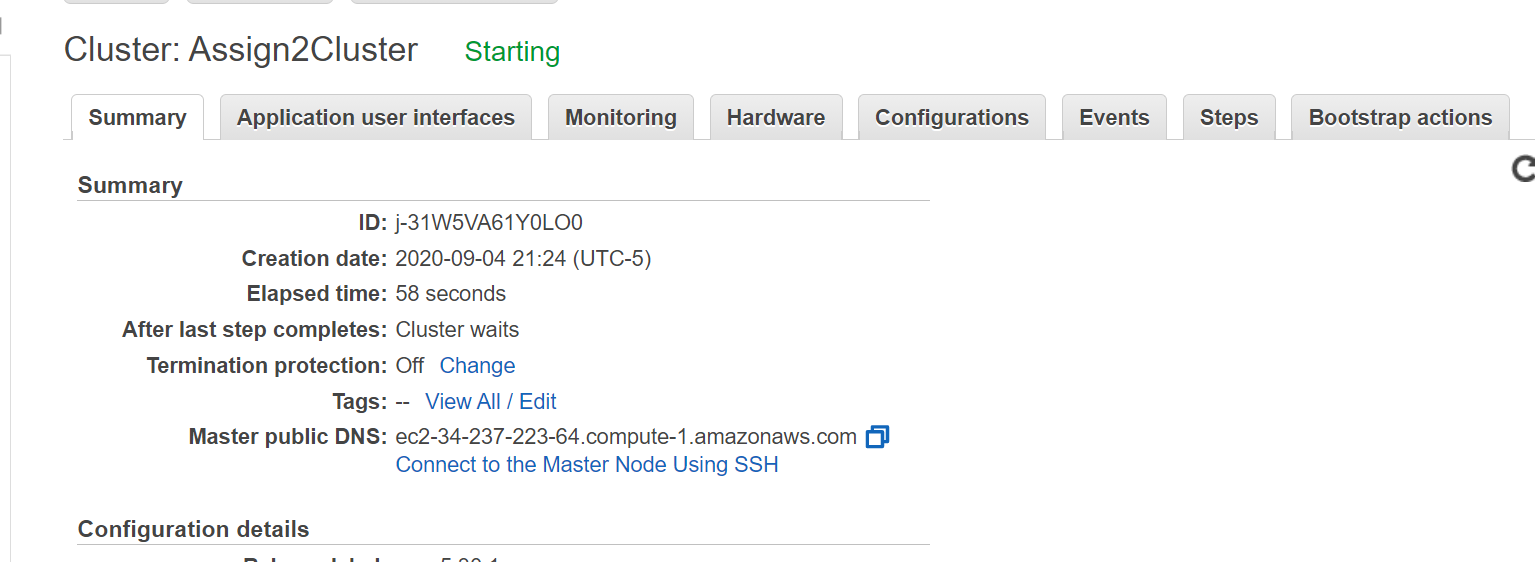 Cluster: Assign2Cluster Starting
Summary Application user interfaces Monitoring Hardware Configurations Events Steps Bootstrap actions
Summary
ID: j-31W5VA61Y0LO0
Creation date: 2020-09-04 21:24 (UTC-5)
Elapsed time: 58 seconds
After last step completes: Cluster waits
Termination protection: Off Change
Tags: -- View All / Edit
Master public DNS: ec2-34-237-223-64.compute-1.amazonaws.com
Connect to the Master Node Using SSH
Configuration details